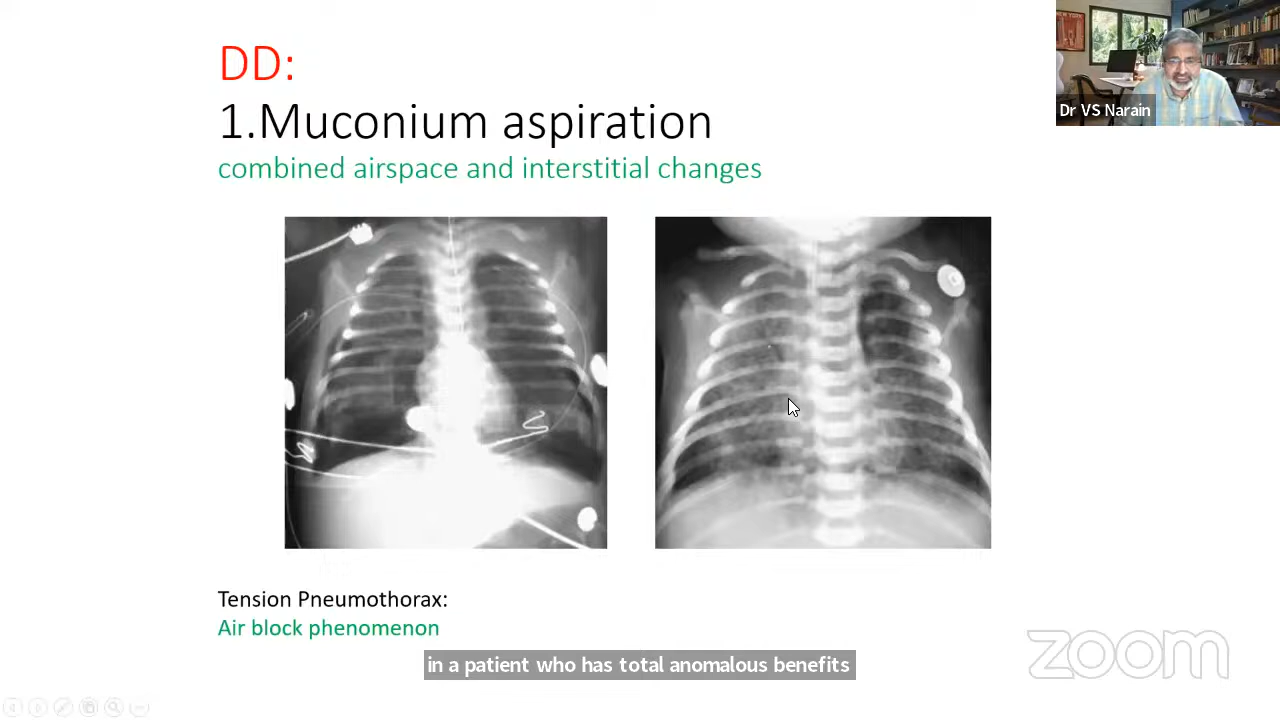 DD:
1.Muconium aspiration
combined airspace and interstitial changes
Dr VS Narain
Tension Pneumothorax:
Air block phenomenon
in a patient who has total anomalous benefits
zoom